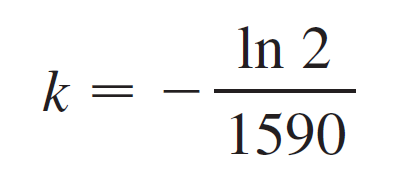 k = − ln 2 / 1590